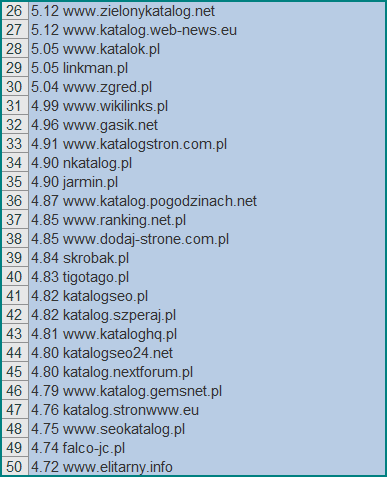 26 5.12 www.zielonykatalog.net
27 5.12 www.katalog.web-news.eu
28 5.05 www.katalok.pl
29 5.05 linkman.pl
30 5.04 www.zgred.pl
31 4.99 www.wikilinks.pl
32 4.96 www.gasik.net
33 4.91 www.katalogstron.com.pl
34 4.90 nkatalog.pl
35 4.90 jarmin.pl
36 4.87 www.katalog.pogodzinach.net
37 4.85 www.ranking.net.pl
38 4.85 www.dodaj-strone.com.pl
39 4.84 skrobak.pl
40 4.83 tigotago.pl
41 4.82 katalogseo.pl
42 4.82 katalog.szperaj.pl
43 4.81 www.kataloghq.pl
44 4.80 katalogseo24.net
45 4.80 katalog.nextforum.pl
46 4.79 www.katalog.gemsnet.pl
47 4.76 katalog.stronwww.eu
48 4.75 www.seokatalog.pl
49 4.74 falco-jc.pl
50 4.72 www.elitarny.info